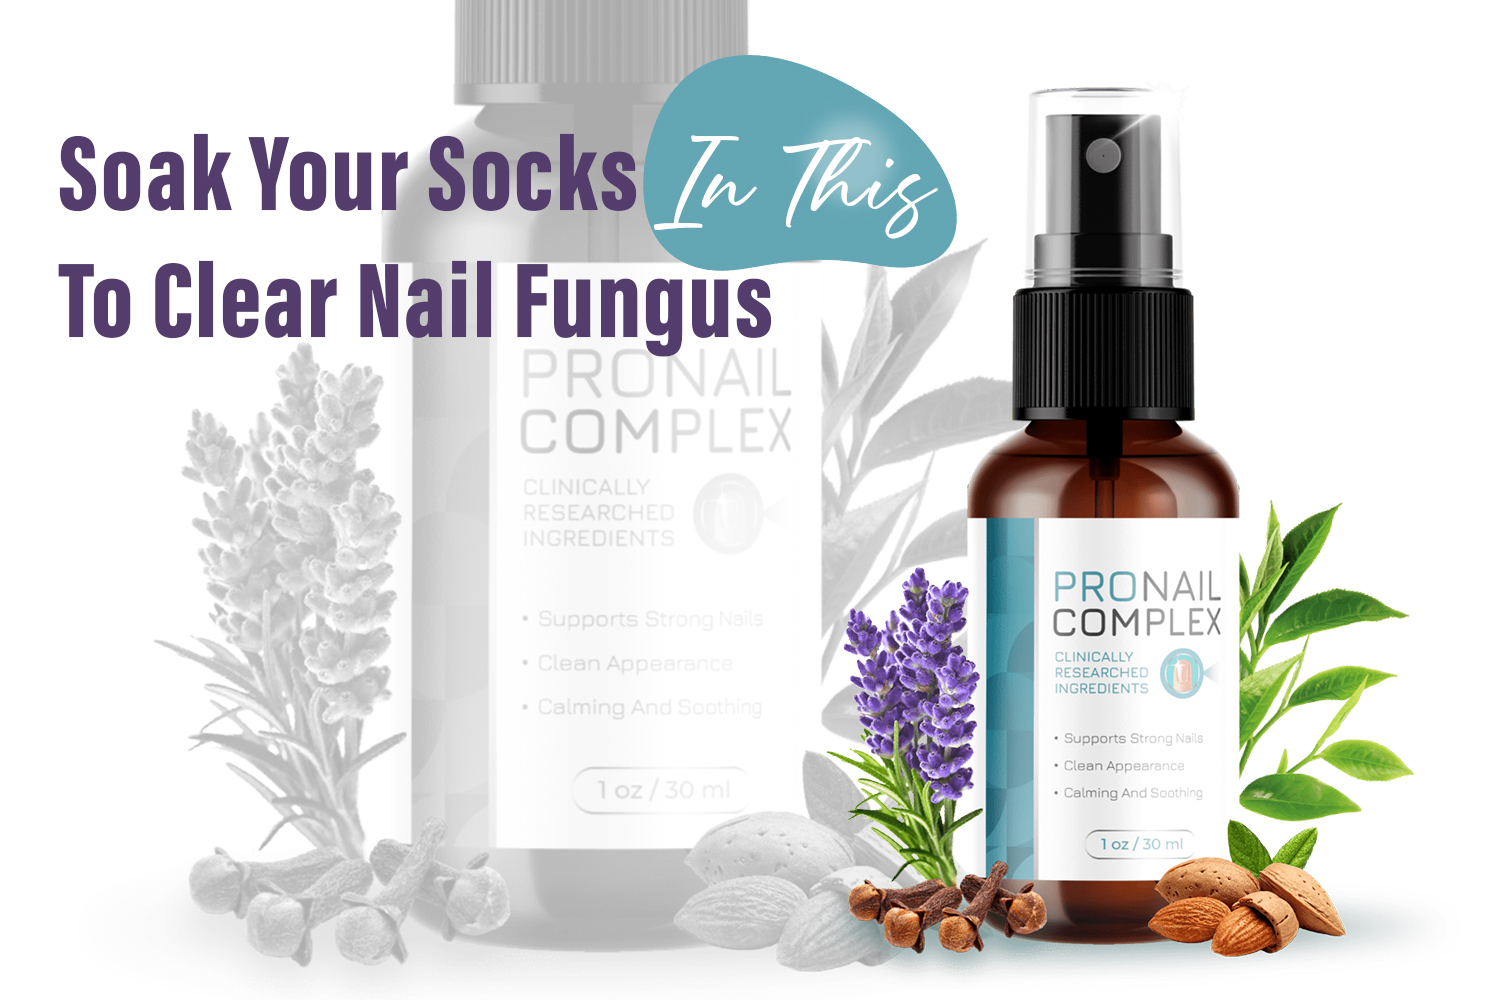 Soak Your Socks In This
To Clear Nail Fungus
PRONAIL
COMPLEX
CLINICALLY
RESEARCHED
INGREDIENTS
• Supports Strong Nails
• Clean Appearance
• Calming And Soothing
1 oz / 30 ml
PRONAIL
COMPLEX
CLINICALLY
RESEARCHED
INGREDIENTS
• Supports Strong Nails
• Clean Appearance
• Calming And Soothing
1 oz / 30 ml